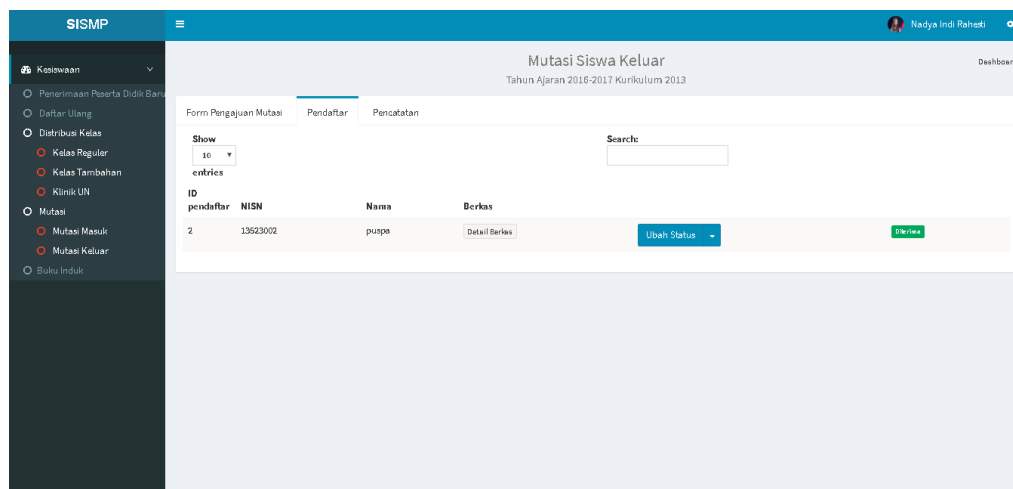 SISMP
Nadya Indi Rahesti
Kesiswaan
Mutasi Siswa Keluar
Tahun Ajaran 2016-2017 Kurikulum 2013
Dashboar
Penerimaan Peserta Didik Baru
Daftar Ulang
Distribusi Kelas
Kelas Reguler
Kelas Tambahan
Klinik UN
Mutasi
Mutasi Masuk
Mutasi Keluar
Buku Induk
Form Pengajuan Mutasi Pendaftar Pencatatan
Show
10
entries
Search:
ID
pendaftar NISN Nama Berkas
2 13523002 puspa Detail Berkas Ubah Status Diterima